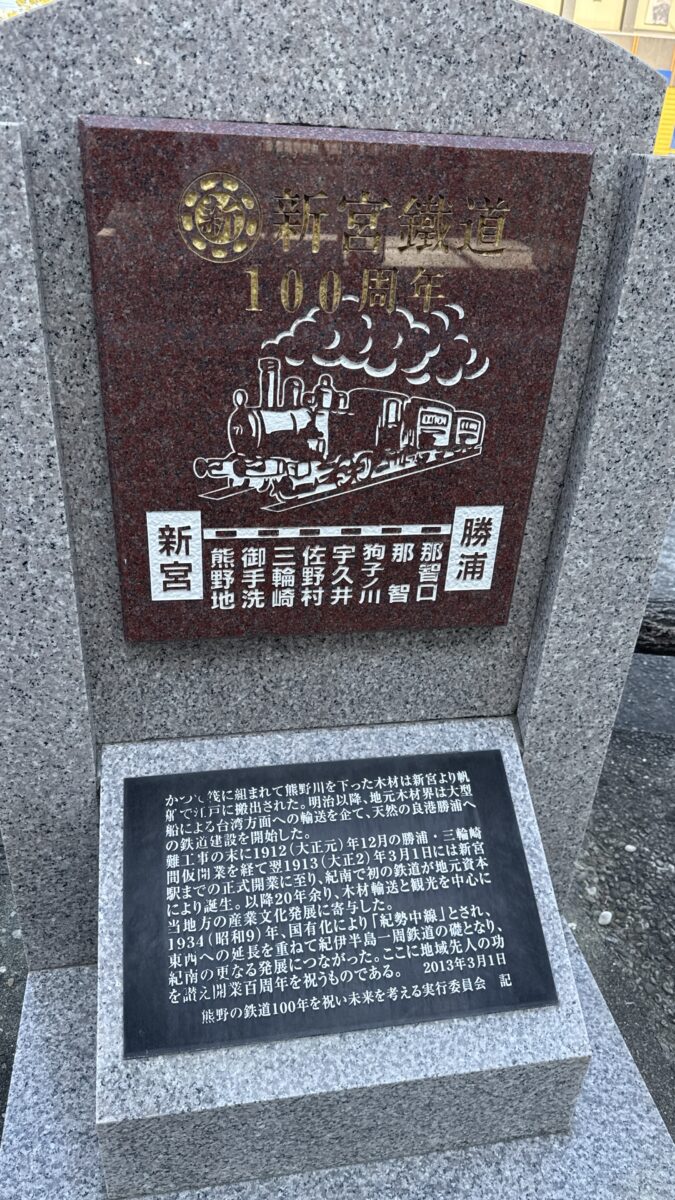 新
新宮鐵道
100周年
新宮
熊野地
御手洗
三輪崎
佐野村
宇久井
狗子ノ川
那智
那智口
勝浦
かつて筏に組まれて熊野川を下った木材は新宮より帆
船で江戸に搬出された。明治以降、地元木材界は大型
船による台湾方面への輸送を企て、天然の良港勝浦へ
の鉄道建設を開始した。
難工事の末に1912(大正元)年12月の勝浦・三輪崎
間仮開業を経て翌1913(大正2)年3月1日には新宮
駅までの正式開業に至り、紀南で初の鉄道が地元資本
により誕生。以降20年余り、木材輸送と観光を中心に
当地方の産業文化発展に寄与した。
1934(昭和9)年、国有化により「紀勢中線」とされ、
東西への延長を重ねて紀伊半島一周鉄道の礎となり、
紀南の更なる発展につながった。ここに地域先人の功
を讃え開業百周年を祝うものである。 2013年3月1日
熊野の鉄道100年を祝い未来を考える実行委員会 記